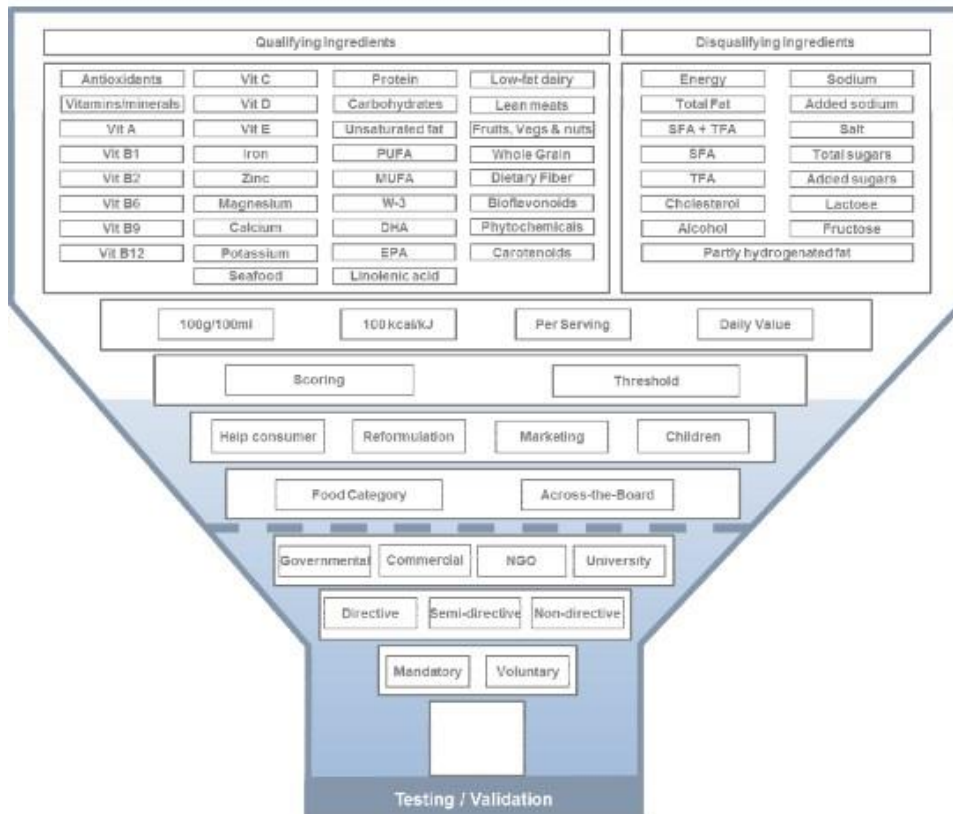 Qualifying Ingredients
Disqualifying Ingredients
Antioxidants Vit C Protein Low-fat dairy Energy Sodium
Vitamins/minerals Vit D Carbohydrates Lean meats Total Fat Added sodium
Vit A Vit E Unsaturated fat Fruits, Vegs & nuts SFA + TFA Salt
Vit B1 Iron PUFA Whole Grain SFA Total sugars
Vit B2 Zinc MUFA Dietary Fiber TFA Added sugars
Vit B6 Magnesium W-3 Bioflavonoids Cholesterol Lactose
Vit B9 Calcium DHA Phytochemicals Alcohol Fructose
Vit B12 Potassium EPA Carotenoids Partly hydrogenated fat
Seafood Linolenic acid
100g/100ml 100 kcal/kJ Per Serving Daily Value
Scoring Threshold
Help consumer Reformulation Marketing Children
Food Category Across-the-Board
Governmental Commercial NGO University
Directive Semi-directive Non-directive
Mandatory Voluntary
Testing / Validation